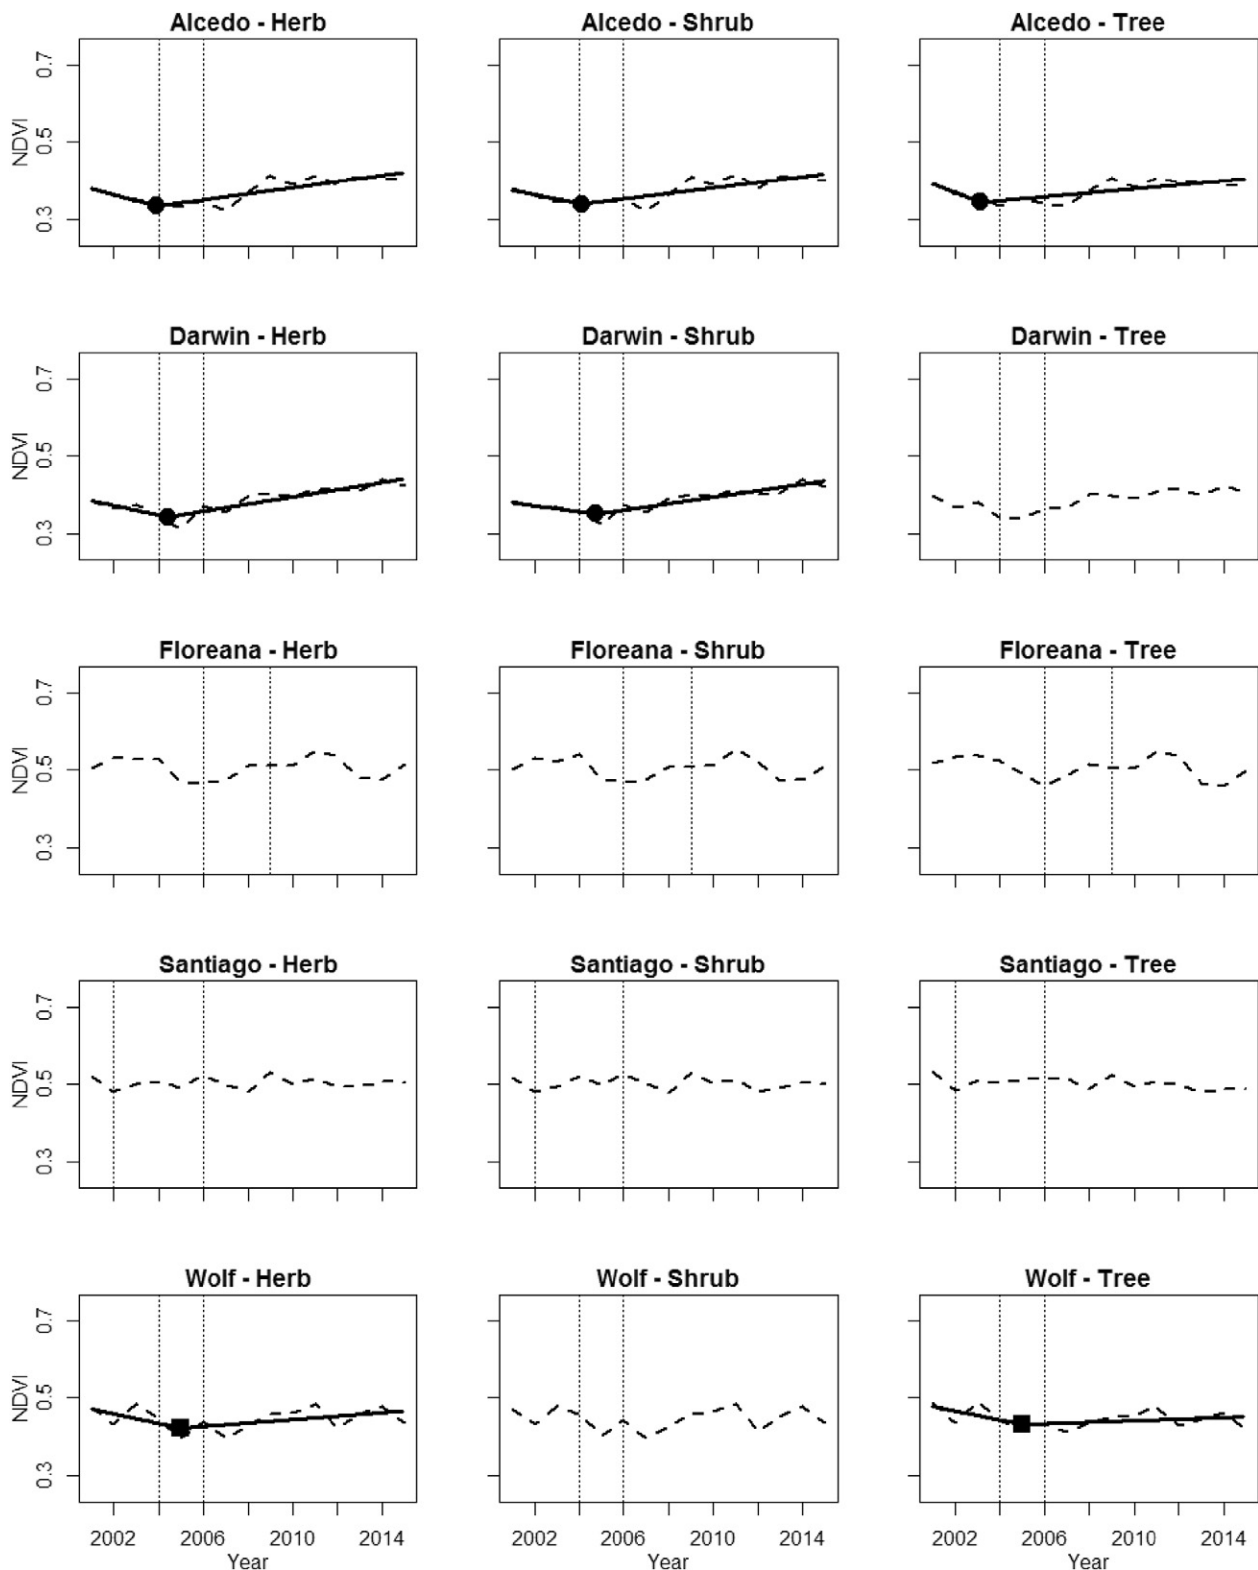 Alcedo - Herb Alcedo - Shrub Alcedo - Tree
NDVI
0.7
0.5
0.3
Darwin - Herb Darwin - Shrub Darwin - Tree
NDVI
0.7
0.5
0.3
Floreana - Herb Floreana - Shrub Floreana - Tree
NDVI
0.7
0.5
0.3
Santiago - Herb Santiago - Shrub Santiago - Tree
NDVI
0.7
0.5
0.3
Wolf - Herb Wolf - Shrub Wolf - Tree
NDVI
0.7
0.5
0.3
2002 2006 2010 2014 2002 2006 2010 2014 2002 2006 2010 2014
Year Year Year